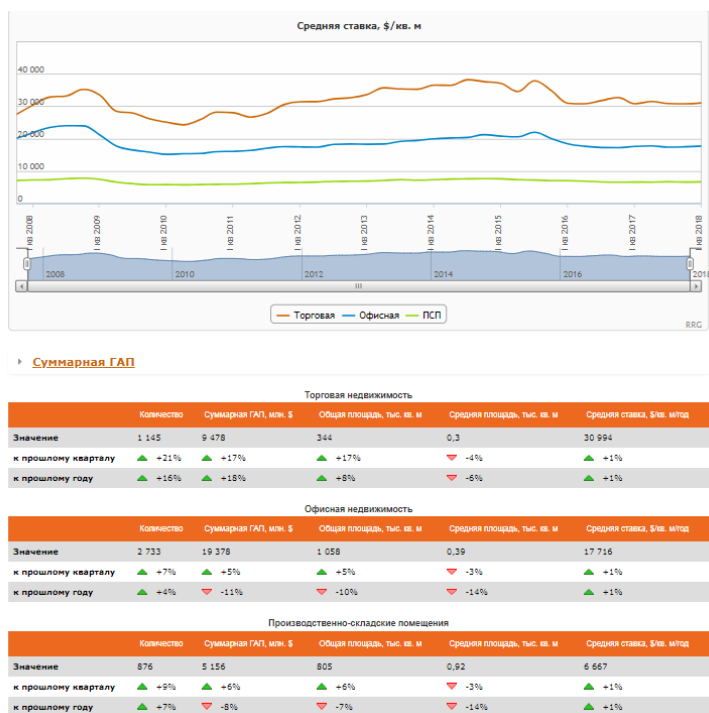 Средняя ставка, $/кв. м
40 000
30 000
20 000
10 000
0
I кв 2008
I кв 2009
I кв 2010
I кв 2011
I кв 2012
I кв 2013
I кв 2014
I кв 2015
I кв 2016
I кв 2017
I кв 2018
2008 2010 2012 2014 2016 2018
Торговая Офисная ПСП
RRG
Суммарная ГАП
Торговая недвижимость
Количество Суммарная ГАП, млн. $ Общая площадь, тыс. кв. м Средняя площадь, тыс. кв. м Средняя ставка, $/кв. м/год
Значение 1 145 9 478 344 0,3 30 994
к прошлому кварталу +21% +17% +17% -4% +1%
к прошлому году +16% +18% +8% -6% +1%
Офисная недвижимость
Количество Суммарная ГАП, млн. $ Общая площадь, тыс. кв. м Средняя площадь, тыс. кв. м Средняя ставка, $/кв. м/год
Значение 2 733 19 378 1 058 0,39 17 716
к прошлому кварталу +7% +5% +5% -3% +1%
к прошлому году +4% -11% -10% -14% +1%
Производственно-складские помещения
Количество Суммарная ГАП, млн. $ Общая площадь, тыс. кв. м Средняя площадь, тыс. кв. м Средняя ставка, $/кв. м/год
Значение 876 5 156 805 0,92 6 667
к прошлому кварталу +9% +6% +6% -3% +1%
к прошлому году +7% -8% -7% -14% +1%